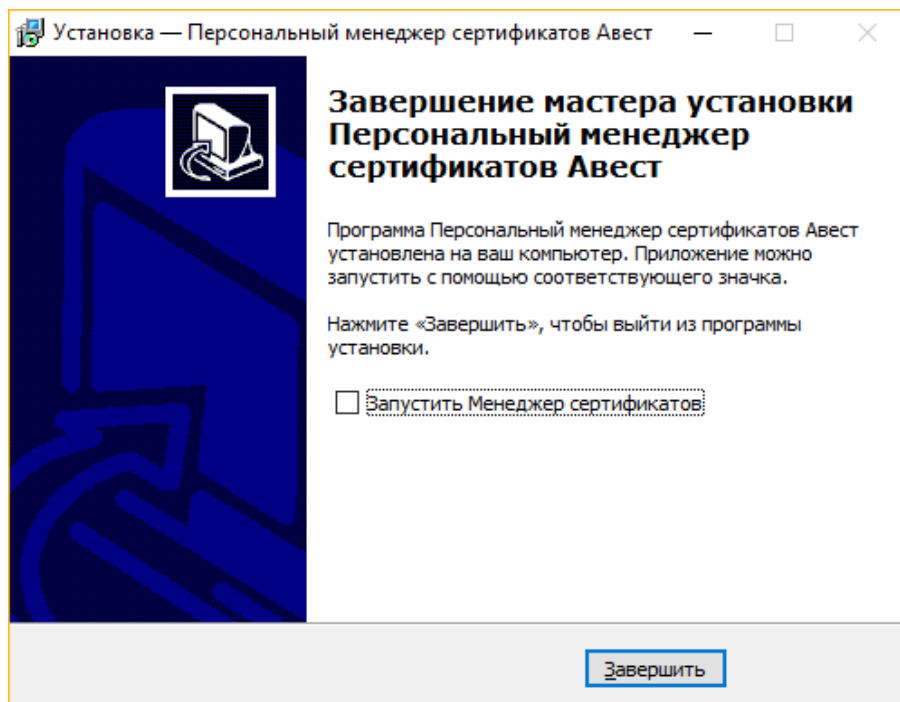 Установка — Персональный менеджер сертификатов Авест
Завершение мастера установки
Персональный менеджер
сертификатов Авест
Программа Персональный менеджер сертификатов Авест
установлена на ваш компьютер. Приложение можно
запустить с помощью соответствующего значка.
Нажмите «Завершить», чтобы выйти из программы
установки.
Запустить Менеджер сертификатов
Завершить